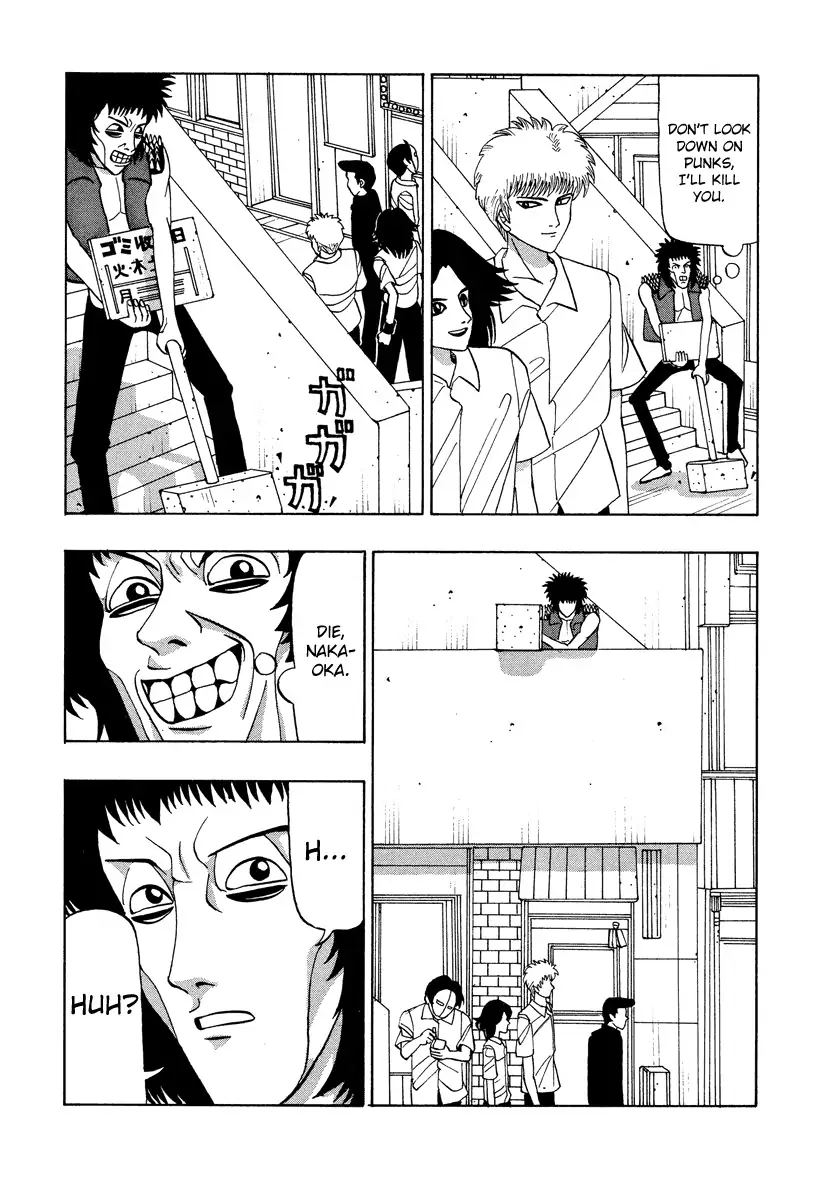 DON'T LOOK
DOWN ON
PUNKS,
I'LL KILL
YOU.
ゴミ収
日
火・木
月
ガガガ
DIE,
NAKA-
OKA.
H...
HUH?